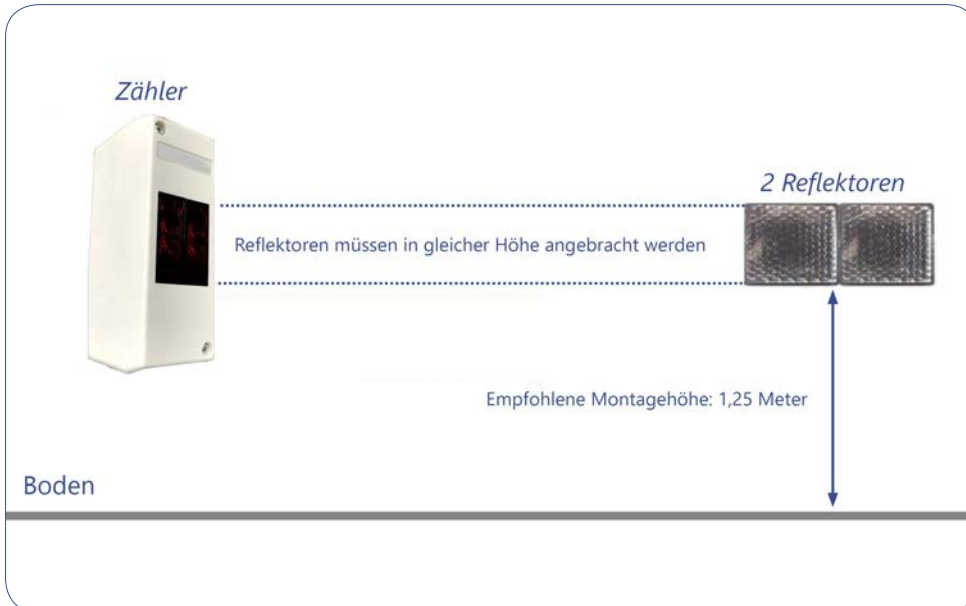 Zähler
2 Reflektoren
Reflektoren müssen in gleicher Höhe angebracht werden
Empfohlene Montagehöhe: 1,25 Meter
Boden